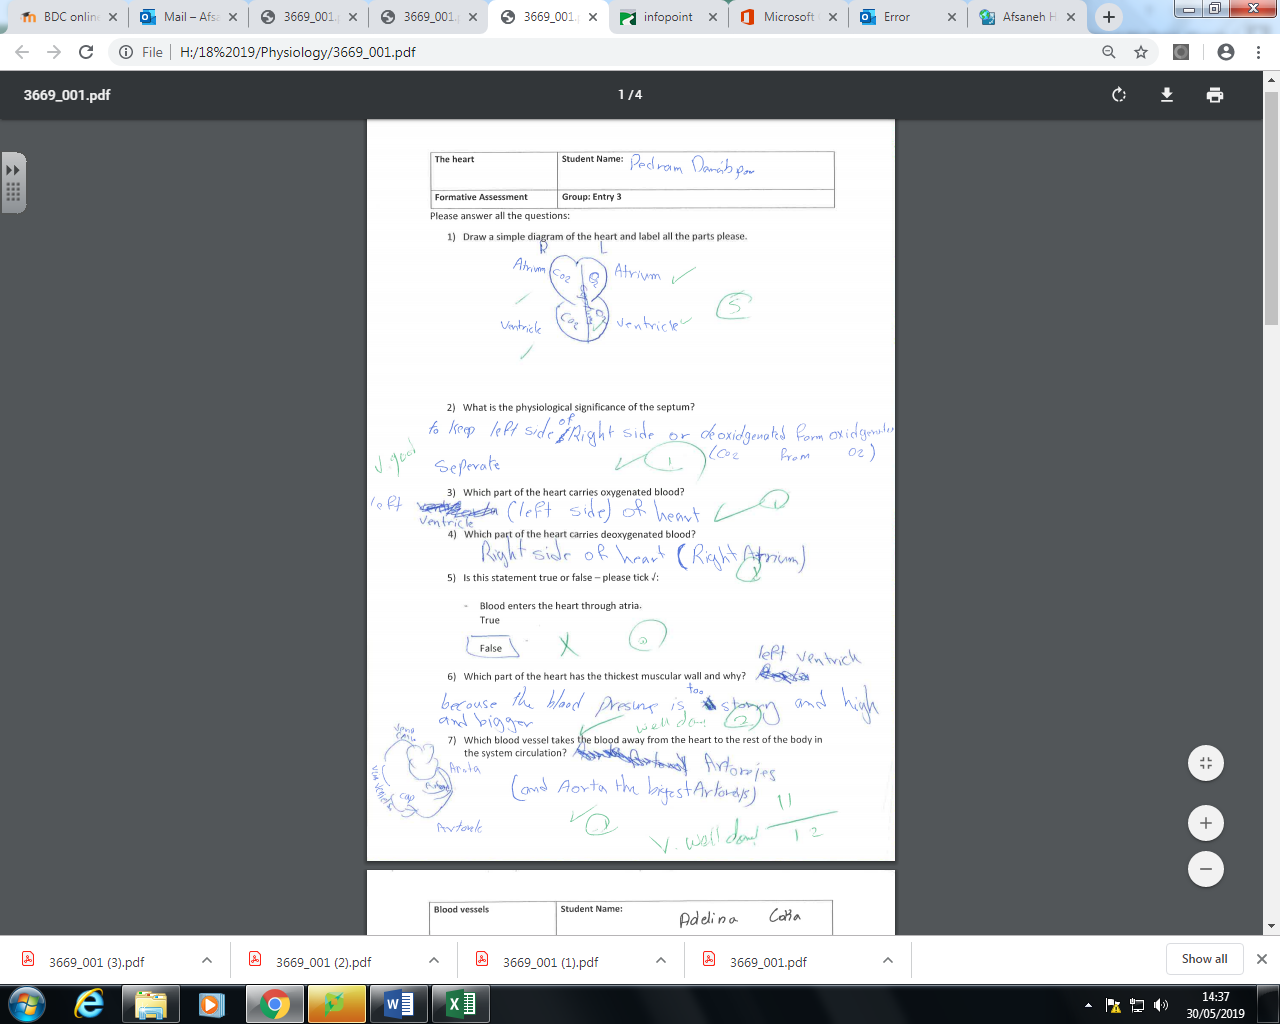 BDC onlin
Mail – Afsa
3669_001.
3669_001.
3669_001.
infopoint
Microsoft
Error
Afsaneh H
File | H:/18%2019/Physiology/3669_001.pdf
3669_001.pdf
1 / 4
The heart
Student Name: Pedram
Formative Assessment
Group: Entry 3
Please answer all the questions:
1) Draw a simple diagram of the heart and label all the parts please.
R L
Atrium CO2 O2 Atrium
5
Ventricle CO2 O2 Ventricle
2) What is the physiological significance of the septum?
to keep left side of Right side or deoxidgenated form oxidgenate
(CO2 from O2)
v.good
Seperate
1
3) Which part of the heart carries oxygenated blood?
left ventricle (left side) of heart
1
4) Which part of the heart carries deoxygenated blood?
Right side of heart (Right Atrium)
1
5) Is this statement true or false – please tick √:
- Blood enters the heart through atria.
True
False
X
0
left ventrick
6) Which part of the heart has the thickest muscular wall and why?
because the blood presure is too strong and high
and bigger
well done! 2
7) Which blood vessel takes the blood away from the heart to the rest of the body in
the system circulation?
(and Aorta the bigest
Aorta
cap
1
V. well done! 11/12
Blood vessels
Student Name: Adelina
3669_001 (3).pdf
3669_001 (2).pdf
3669_001 (1).pdf
3669_001.pdf
Show all
14:37
30/05/2019